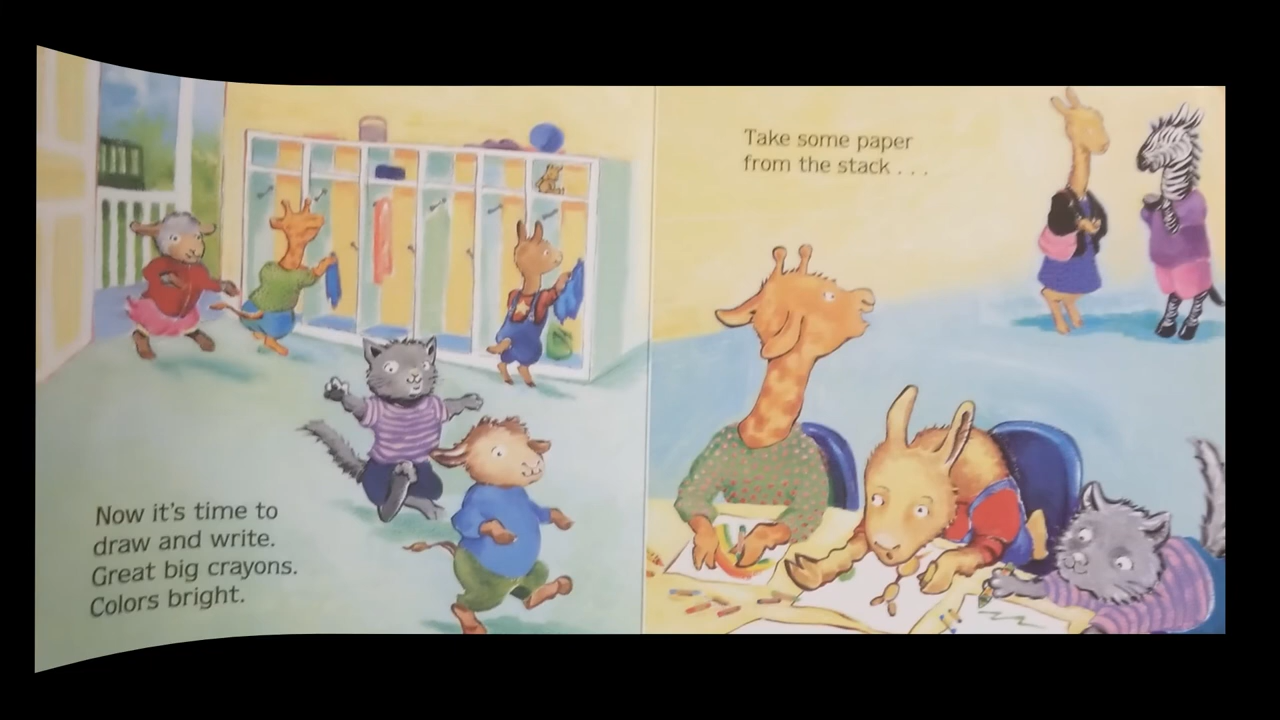 Now it's time to
draw and write.
Great big crayons.
Colors bright.
Take some paper
from the stack . . .